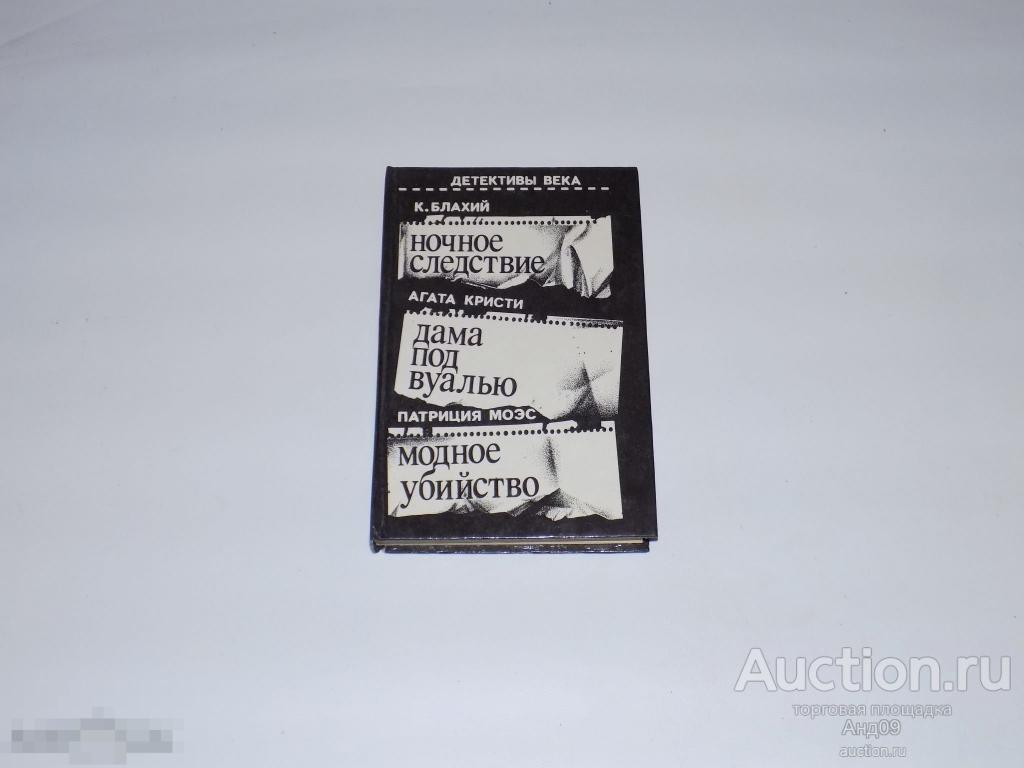 ДЕТЕКТИВЫ ВЕКА
К. БЛАХИЙ
ночное
следствие
АГАТА КРИСТИ
дама
под
вуалью
ПАТРИЦИЯ МОЭС
модное
убийство
Auction.ru
торговая площадка
Анд09
auction.ru